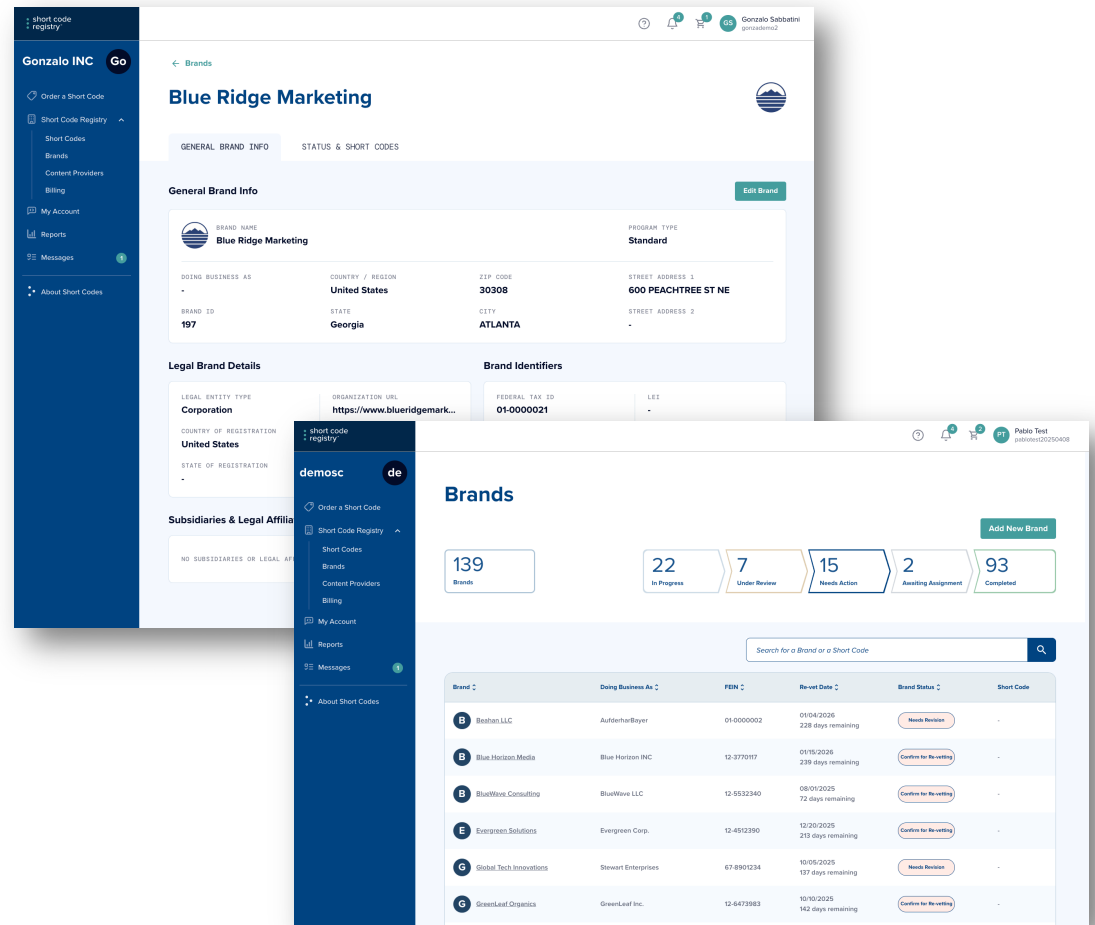 short code
registry
4
1
GS
Gonzalo Sabbatini
gonzademo2
Gonzalo INC
Go
Order a Short Code
Short Code Registry
Short Codes
Brands
Content Providers
Billing
My Account
Reports
Messages
1
About Short Codes
← Brands
Blue Ridge Marketing
GENERAL BRAND INFO
STATUS & SHORT CODES
General Brand Info
Edit Brand
BRAND NAME
Blue Ridge Marketing
PROGRAM TYPE
Standard
DOING BUSINESS AS
-
COUNTRY / REGION
United States
ZIP CODE
30308
STREET ADDRESS 1
600 PEACHTREE ST NE
BRAND ID
197
STATE
Georgia
CITY
ATLANTA
STREET ADDRESS 2
-
Legal Brand Details
LEGAL ENTITY TYPE
Corporation
ORGANIZATION URL
https://www.blueridgemark...
COUNTRY OF REGISTRATION
United States
STATE OF REGISTRATION
-
Brand Identifiers
FEDERAL TAX ID
01-0000021
LEI
-
Subsidiaries & Legal Affilia
NO SUBSIDIARIES OR LEGAL AF
short code
registry
4
2
PT
Pablo Test
pablotest20250408
demosc
de
Order a Short Code
Short Code Registry
Short Codes
Brands
Content Providers
Billing
My Account
Reports
Messages
1
About Short Codes
Brands
Add New Brand
139
Brands
22
In Progress
7
Under Review
15
Needs Action
2
Awaiting Assignment
93
Completed
Search for a Brand or a Short Code
Brand Doing Business As FEIN Re-vet Date Brand Status Short Code
B Beahan LLC AufderharBayer 01-0000002 01/04/2026 Needs Revision -
228 days remaining
B Blue Horizon Media Blue Horizon INC 12-3770117 01/15/2026 Confirm for Re-vetting -
239 days remaining
B BlueWave Consulting BlueWave LLC 12-5532340 08/01/2025 Confirm for Re-vetting -
72 days remaining
E Evergreen Solutions Evergreen Corp. 12-4512390 12/20/2025 Confirm for Re-vetting -
213 days remaining
G Global Tech Innovations Stewart Enterprises 67-8901234 10/05/2025 Needs Revision -
137 days remaining
G GreenLeaf Organics GreenLeaf Inc. 12-6473983 10/10/2025 Confirm for Re-vetting -
142 days remaining